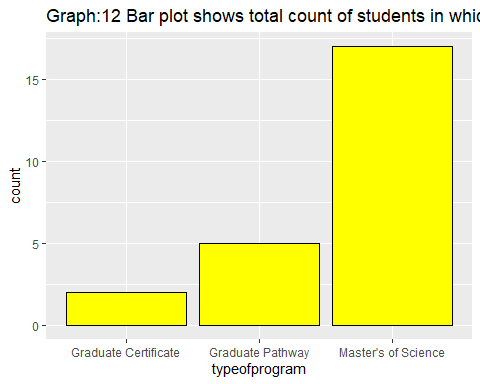 Graph:12 Bar plot shows total count of students in
count
15
10
5
0
Graduate Certificate Graduate Pathway Master's of Science
typeofprogram